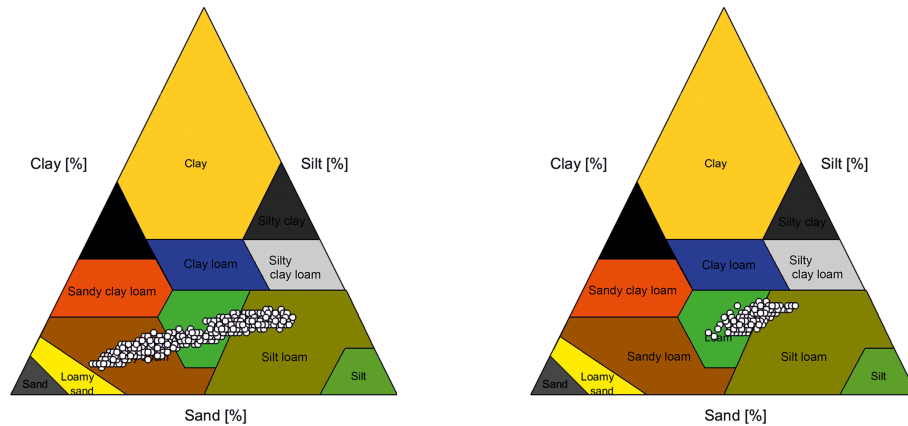 Clay
Clay [%]
Silt [%]
Silty clay
Clay loam
Silty
clay loam
Sandy clay loam
Silt loam
Sand
Loamy
sand
Silt
Sand [%]
Clay
Clay [%]
Silt [%]
Silty clay
Clay loam
Silty
clay loam
Sandy clay loam
Loam
Sandy loam
Silt loam
Sand
Loamy
sand
Silt
Sand [%]